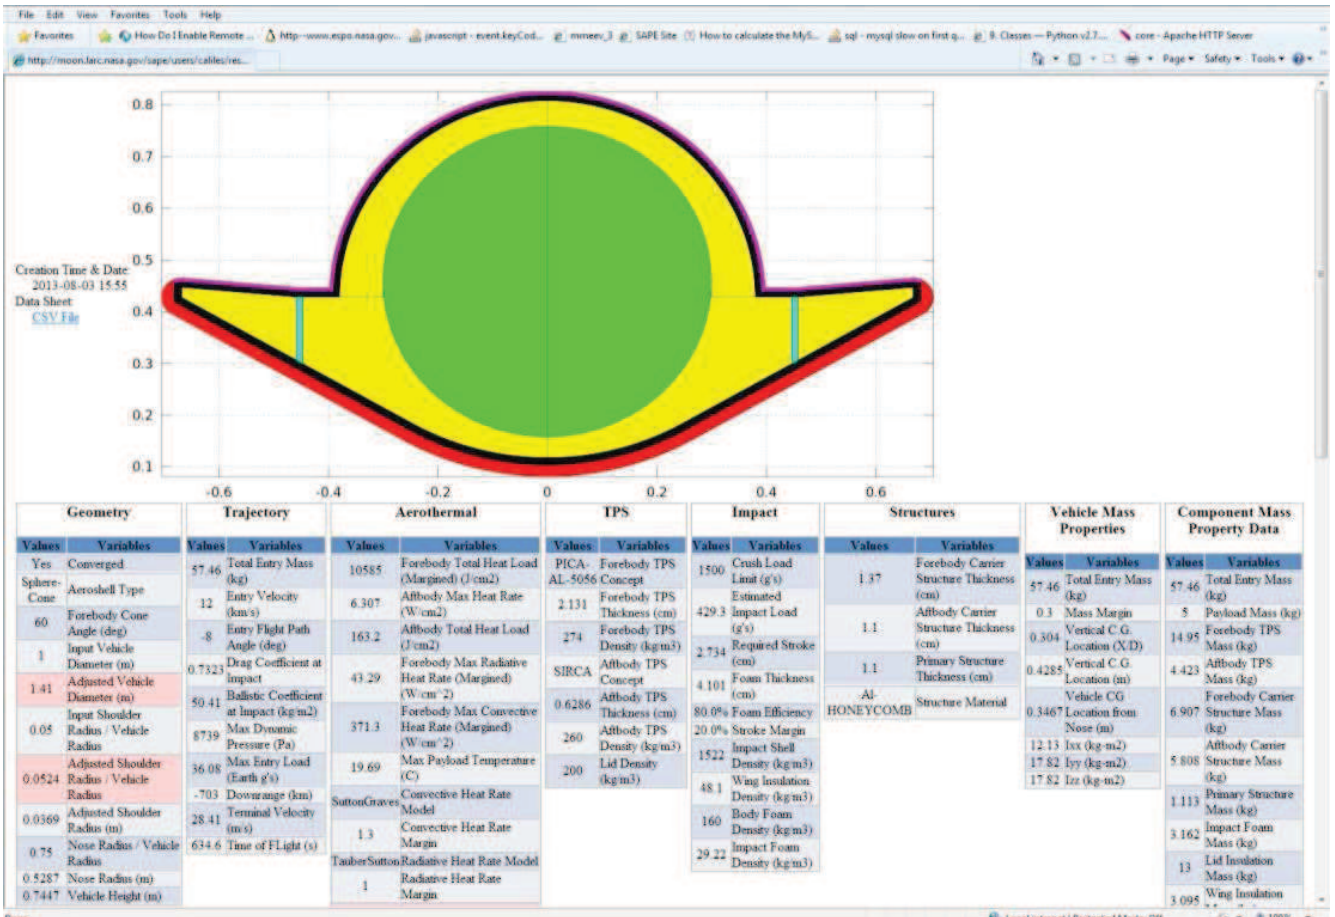 File Edit View Favorites Tools Help
Favorites How Do I Enable Remote ... http--www.espo.nasa.gov... javascript - event.keyCod... mmeev_3 SAPE Site How to calculate the MyS... sql - mysql slow on first q... 9. Classes — Python v2.7.... core - Apache HTTP Server
http://moon.larc.nasa.gov/sape/users/caliles/res... Page Safety Tools
0.8
0.7
0.6
0.5
0.4
0.3
0.2
0.1
-0.6 -0.4 -0.2 0 0.2 0.4 0.6
Creation Time & Date:
2013-08-03 15:55
Data Sheet:
CSV File
Geometry
Values Variables
Yes Converged
Sphere-
Cone Aeroshell Type
60 Forebody Cone
Angle (deg)
1 Input Vehicle
Diameter (m)
1.41 Adjusted Vehicle
Diameter (m)
0.05 Input Shoulder
Radius / Vehicle
Radius
0.0524 Adjusted Shoulder
Radius / Vehicle
Radius
0.0369 Adjusted Shoulder
Radius (m)
0.75 Nose Radius / Vehicle
Radius
0.5287 Nose Radius (m)
0.7447 Vehicle Height (m)
Trajectory
Values Variables
57.46 Total Entry Mass
(kg)
12 Entry Velocity
(km/s)
-8 Entry Flight Path
Angle (deg)
0.7323 Drag Coefficient at
Impact
50.41 Ballistic Coefficient
at Impact (kg/m2)
8739 Max Dynamic
Pressure (Pa)
36.08 Max Entry Load
(Earth g's)
-703 Downrange (km)
28.41 Terminal Velocity
(m/s)
634.6 Time of FLight (s)
Aerothermal
Values Variables
10585 Forebody Total Heat Load
(Margined) (J/cm2)
6.307 Aftbody Max Heat Rate
(W/cm2)
163.2 Aftbody Total Heat Load
(J/cm2)
43.29 Forebody Max Radiative
Heat Rate (Margined)
(W/cm^2)
371.3 Forebody Max Convective
Heat Rate (Margined)
(W/cm^2)
19.69 Max Payload Temperature
(C)
SuttonGraves Convective Heat Rate
Model
1.3 Convective Heat Rate
Margin
TauberSutton Radiative Heat Rate Model
1 Radiative Heat Rate
Margin
TPS
Values Variables
PICA-
AL-5056 Forebody TPS
Concept
2.131 Forebody TPS
Thickness (cm)
274 Forebody TPS
Density (kg/m3)
SIRCA Aftbody TPS
Concept
0.6286 Aftbody TPS
Thickness (cm)
260 Aftbody TPS
Density (kg/m3)
200 Lid Density
(kg/m3)
Impact
Values Variables
1500 Crush Load
Limit (g's)
429.3 Estimated
Impact Load
(g's)
2.734 Required Stroke
(cm)
4.101 Foam Thickness
(cm)
80.0% Foam Efficiency
20.0% Stroke Margin
1522 Impact Shell
Density (kg/m3)
48.1 Wing Insulation
Density (kg/m3)
160 Body Foam
Density (kg/m3)
29.22 Impact Foam
Density (kg/m3)
Structures
Values Variables
1.37 Forebody Carrier
Structure Thickness
(cm)
1.1 Aftbody Carrier
Structure Thickness
(cm)
1.1 Primary Structure
Thickness (cm)
Al-
HONEYCOMB Structure Material
Vehicle Mass
Properties
Values Variables
57.46 Total Entry Mass
(kg)
0.3 Mass Margin
0.304 Vertical C.G.
Location (X/D)
0.4285 Vertical C.G.
Location (m)
0.3467 Vehicle CG
Location from
Nose (m)
12.13 Ixx (kg-m2)
17.82 Iyy (kg-m2)
17.82 Izz (kg-m2)
Component Mass
Property Data
Values Variables
57.46 Total Entry Mass
(kg)
5 Payload Mass (kg)
14.95 Forebody TPS
Mass (kg)
4.423 Aftbody TPS
Mass (kg)
6.907 Forebody Carrier
Structure Mass
(kg)
5.808 Aftbody Carrier
Structure Mass
(kg)
1.113 Primary Structure
Mass (kg)
3.162 Impact Foam
Mass (kg)
13 Lid Insulation
Mass (kg)
3.095 Wing Insulation